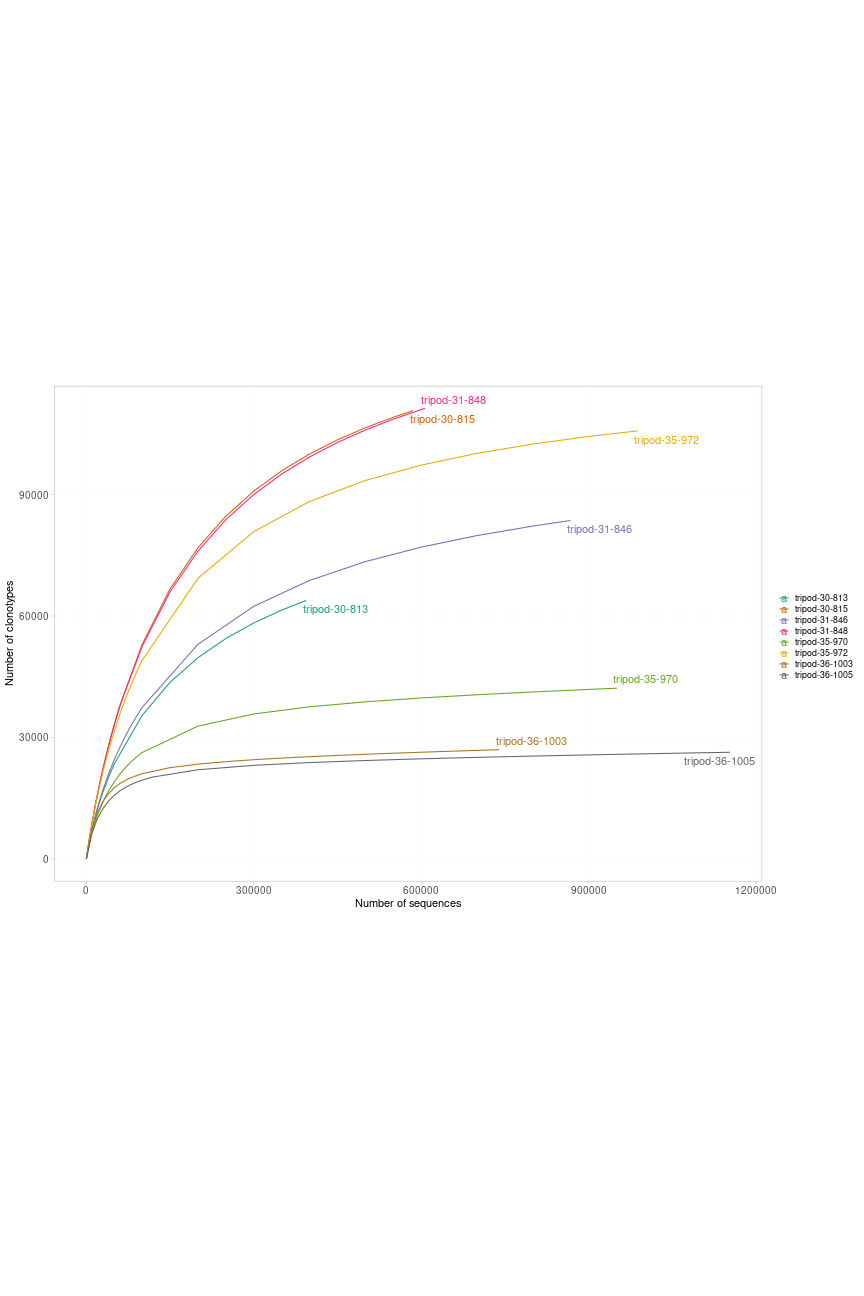 tripod-31-848
tripod-30-815
tripod-35-972
90000
tripod-31-846
60000
tripod-30-813
tripod-35-970
30000
tripod-36-1003
tripod-36-1005
0
0 300000 600000 900000 1200000
Number of sequences
Number of clonotypes
a tripod-30-813
a tripod-30-815
a tripod-31-846
a tripod-31-848
a tripod-35-970
a tripod-35-972
a tripod-36-1003
a tripod-36-1005